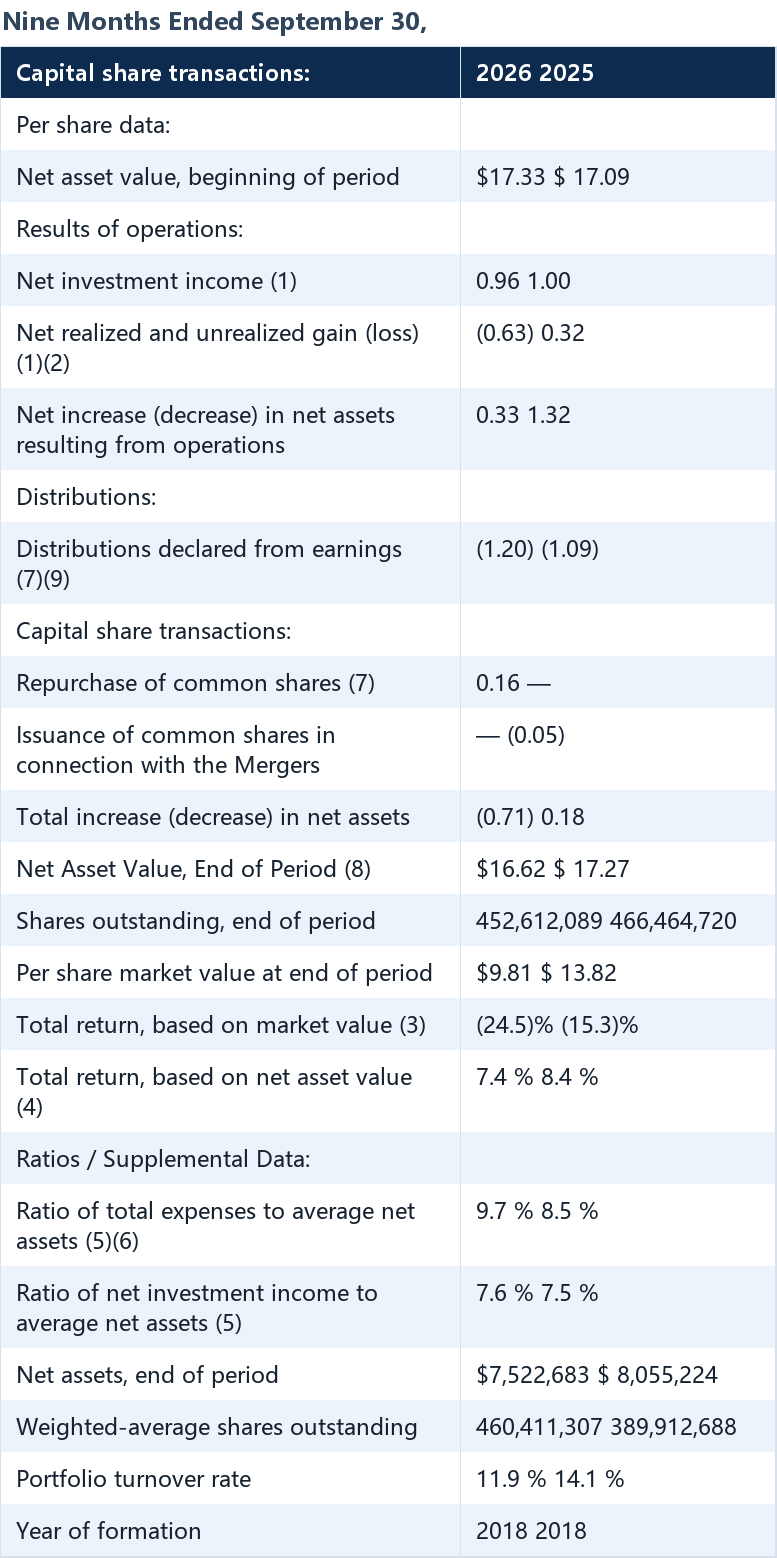 Nine Months Ended September 30,
Capital share transactions: 2026 2025
Per share data:
Net asset value, beginning of period $17.33 $ 17.09
Results of operations:
Net investment income (1) 0.96 1.00
Net realized and unrealized gain (loss) (0.63) 0.32
(1)(2)
Net increase (decrease) in net assets 0.33 1.32
resulting from operations
Distributions:
Distributions declared from earnings (1.20) (1.09)
(7)(9)
Capital share transactions:
Repurchase of common shares (7) 0.16 —
Issuance of common shares in — (0.05)
connection with the Mergers
Total increase (decrease) in net assets (0.71) 0.18
Net Asset Value, End of Period (8) $16.62 $ 17.27
Shares outstanding, end of period 452,612,089 466,464,720
Per share market value at end of period $9.81 $ 13.82
Total return, based on market value (3) (24.5)% (15.3)%
Total return, based on net asset value 7.4 % 8.4 %
(4)
Ratios / Supplemental Data:
Ratio of total expenses to average net 9.7 % 8.5 %
assets (5)(6)
Ratio of net investment income to 7.6 % 7.5 %
average net assets (5)
Net assets, end of period $7,522,683 $ 8,055,224
Weighted-average shares outstanding 460,411,307 389,912,688
Portfolio turnover rate 11.9 % 14.1 %
Year of formation 2018 2018